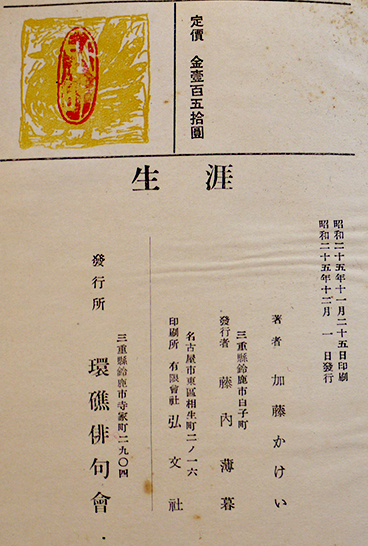 定價 金壹百五拾圓
生涯
昭和二十五年十一月二十五日印刷
昭和二十五年十二月 一 日發行
著者 加藤かけい
三重縣鈴鹿市白子町
發行者 藤內薄暮
名古屋市東區相生町二ノ一六
印刷所 有限會社 弘文社
三重縣鈴鹿市寺家町二九〇四
發行所 環礁俳句會